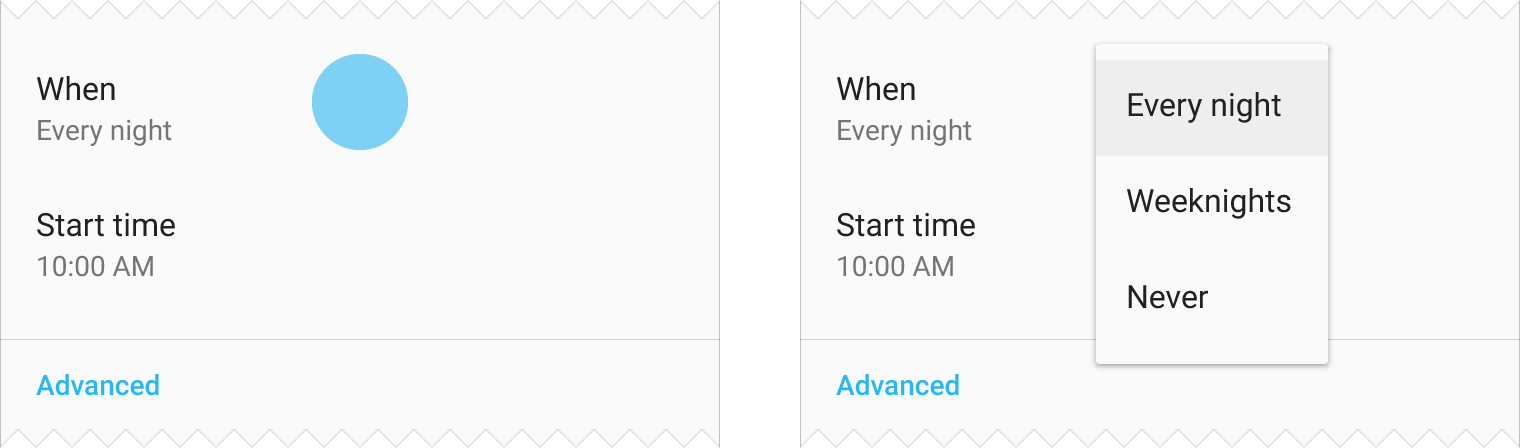 When
Every night
Start time
10:00 AM
Advanced
When
Every night
Start time
10:00 AM
Advanced
Every night
Weeknights
Never